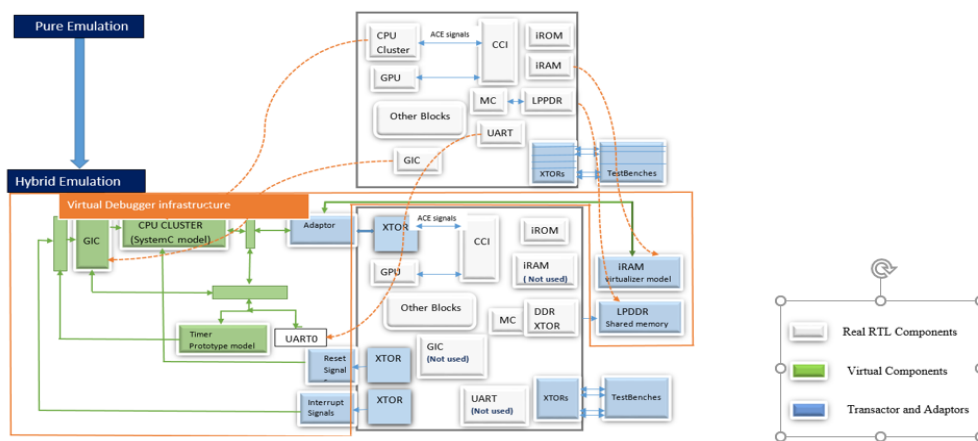 Pure Emulation
CPU
Cluster
ACE signals
CCI
iROM
iRAM
GPU
MC
LPPDR
Other Blocks
UART
GIC
XTORs
TestBenches
Hybrid Emulation
Virtual Debugger infrastructure
GIC
CPU CLUSTER
(SystemC model)
Adaptor
XTOR
ACE signals
CCI
iROM
GPU
iRAM
( Not used)
iRAM
virtualizer model
Other Blocks
MC
DDR
XTOR
LPDDR
Shared memory
Timer
Prototype model
UART0
GIC
(Not used)
Reset
Signal
XTOR
Interrupt
Signals
XTOR
UART
(Not used)
XTORs
TestBenches
Real RTL Components
Virtual Components
Transactor and Adaptors